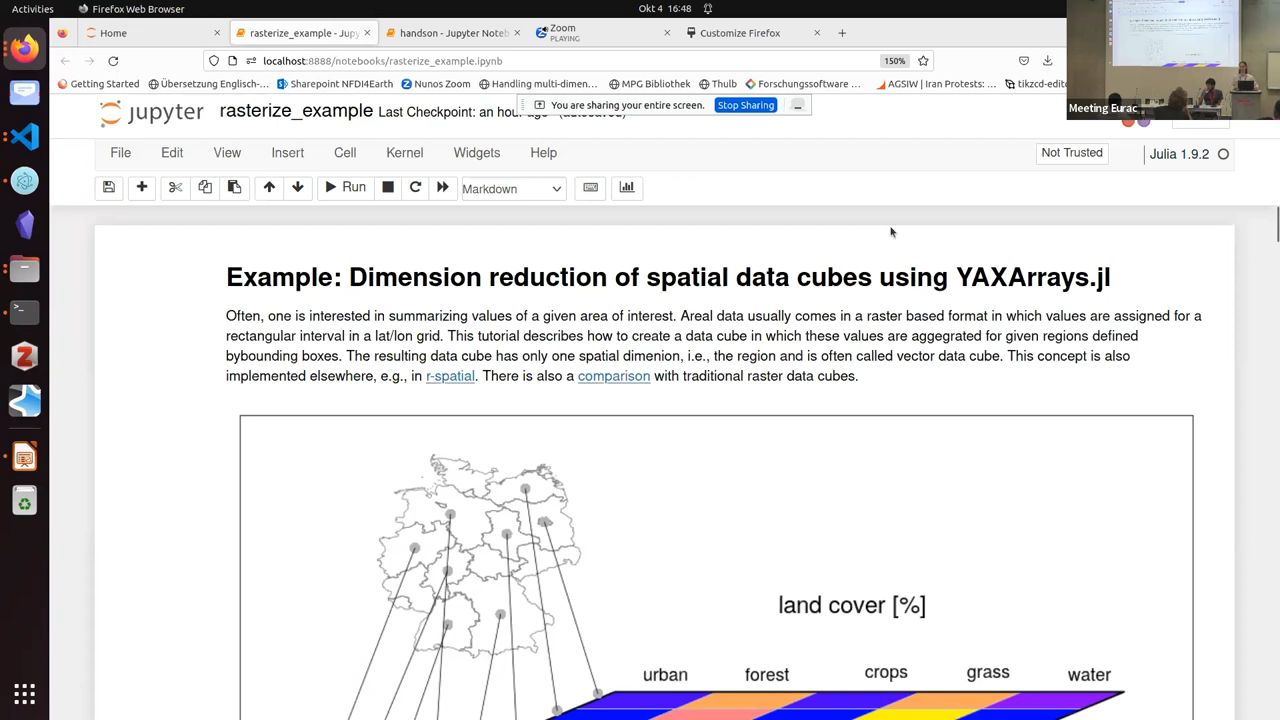 Activities
Firefox Web Browser
Okt 4 16:48
Home
rasterize_example - Jupy
handson - Jupyter Notebo
Zoom
PLAYING
Customize Firefox
localhost:8888/notebooks/rasterize_example.ipynb
150%
Getting Started
Übersetzung Englisch-…
Sharepoint NFDI4Earth
Nunos Zoom
Handling multi-dimen…
MPG Bibliothek
Thulb
Forschungssoftware …
AGSIW | Iran Protests:…
tikzcd-editor
Meeting Eurac
jupyter
rasterize_example Last Checkpoint: an hour ago (autosaved)
You are sharing your entire screen.
Stop Sharing
File
Edit
View
Insert
Cell
Kernel
Widgets
Help
Not Trusted
Julia 1.9.2
Run
Markdown
Example: Dimension reduction of spatial data cubes using YAXArrays.jl
Often, one is interested in summarizing values of a given area of interest. Areal data usually comes in a raster based format in which values are assigned for a
rectangular interval in a lat/lon grid. This tutorial describes how to create a data cube in which these values are aggegrated for given regions defined
bybounding boxes. The resulting data cube has only one spatial dimenion, i.e., the region and is often called vector data cube. This concept is also
implemented elsewhere, e.g., in r-spatial. There is also a comparison with traditional raster data cubes.
land cover [%]
urban
forest
crops
grass
water